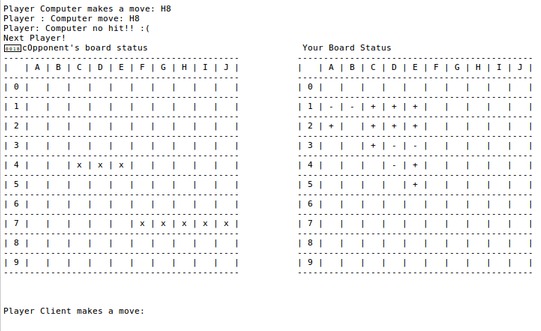 Player Computer makes a move: H8
Player : Computer move: H8
Player: Computer no hit!! :(
Next Player!
cOpponent's board status Your Board Status
---------------------------------------------   ---------------------------------------------
|   | A | B | C | D | E | F | G | H | I | J |   |   | A | B | C | D | E | F | G | H | I | J |
---------------------------------------------   ---------------------------------------------
| 0 |   |   |   |   |   |   |   |   |   |   |   | 0 |   |   |   |   |   |   |   |   |   |   |
---------------------------------------------   ---------------------------------------------
| 1 |   |   |   |   |   |   |   |   |   |   |   | 1 | - | - | + | + | + |   |   |   |   |   |
---------------------------------------------   ---------------------------------------------
| 2 |   |   |   |   |   |   |   |   |   |   |   | 2 | + |   | + | + | + |   |   |   |   |   |
---------------------------------------------   ---------------------------------------------
| 3 |   |   |   |   |   |   |   |   |   |   |   | 3 |   |   | + | - | - |   |   |   |   |   |
---------------------------------------------   ---------------------------------------------
| 4 |   |   | x | x | x |   |   |   |   |   |   | 4 |   |   |   | - | + |   |   |   |   |   |
---------------------------------------------   ---------------------------------------------
| 5 |   |   |   |   |   |   |   |   |   |   |   | 5 |   |   |   |   | + |   |   |   |   |   |
---------------------------------------------   ---------------------------------------------
| 6 |   |   |   |   |   |   |   |   |   |   |   | 6 |   |   |   |   |   |   |   |   |   |   |
---------------------------------------------   ---------------------------------------------
| 7 |   |   |   |   |   | x | x | x | x | x |   | 7 |   |   |   |   |   |   |   |   |   |   |
---------------------------------------------   ---------------------------------------------
| 8 |   |   |   |   |   |   |   |   |   |   |   | 8 |   |   |   |   |   |   |   |   |   |   |
---------------------------------------------   ---------------------------------------------
| 9 |   |   |   |   |   |   |   |   |   |   |   | 9 |   |   |   |   |   |   |   |   |   |   |
---------------------------------------------   ---------------------------------------------
Player Client makes a move: